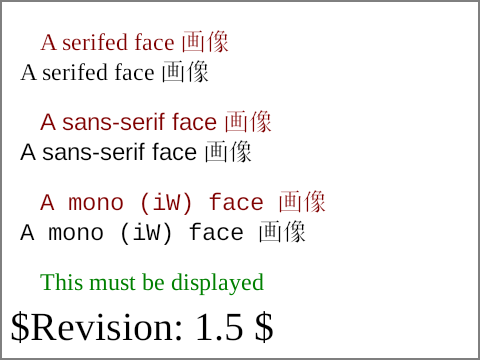 A serifed face 画像
A serifed face 画像
A sans-serif face 画像
A sans-serif face 画像
A mono (iW) face 画像
A mono (iW) face 画像
This must be displayed
$Revision: 1.5 $